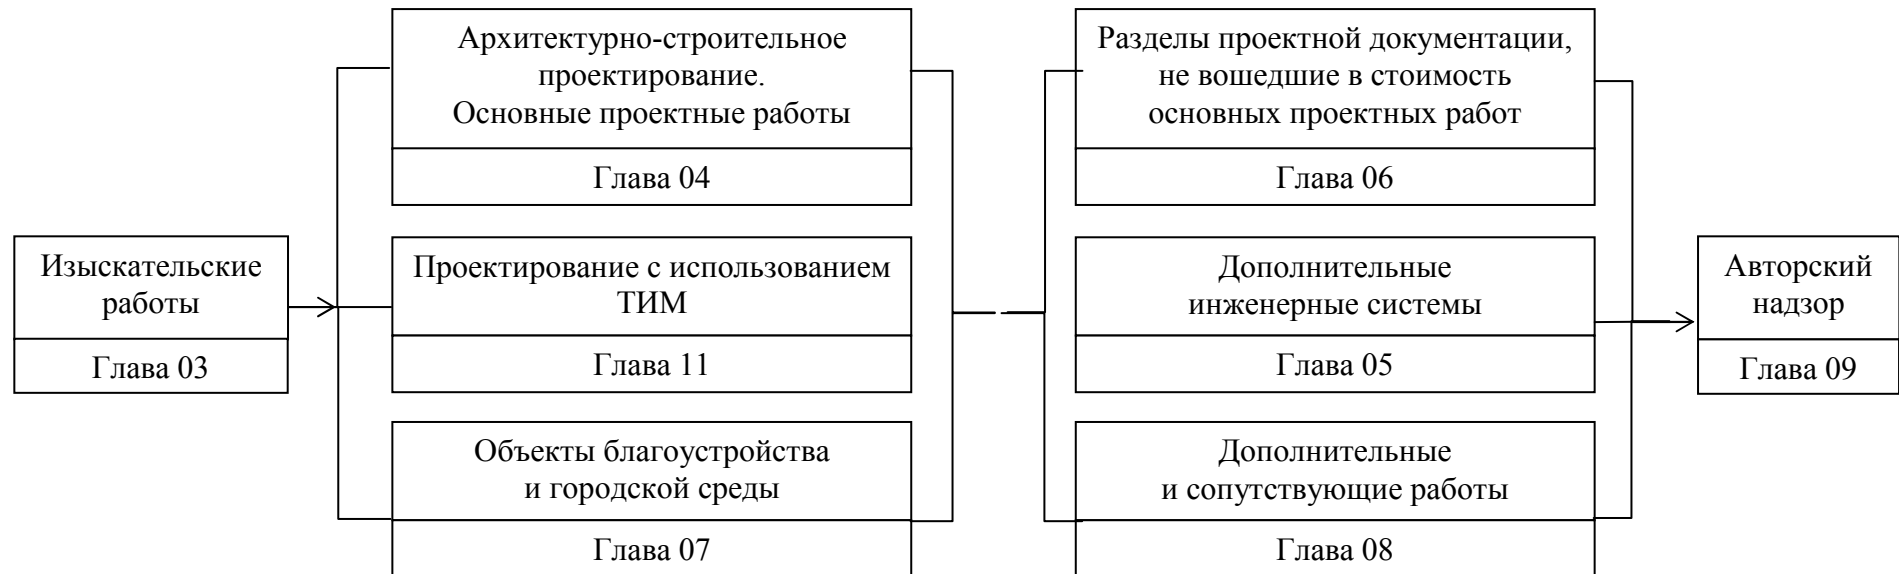 Изыскательские
работы
Глава 03
Архитектурно-строительное
проектирование.
Основные проектные работы
Глава 04
Проектирование с использованием
ТИМ
Глава 11
Объекты благоустройства
и городской среды
Глава 07
Разделы проектной документации,
не вошедшие в стоимость
основных проектных работ
Глава 06
Дополнительные
инженерные системы
Глава 05
Дополнительные
и сопутствующие работы
Глава 08
Авторский
надзор
Глава 09